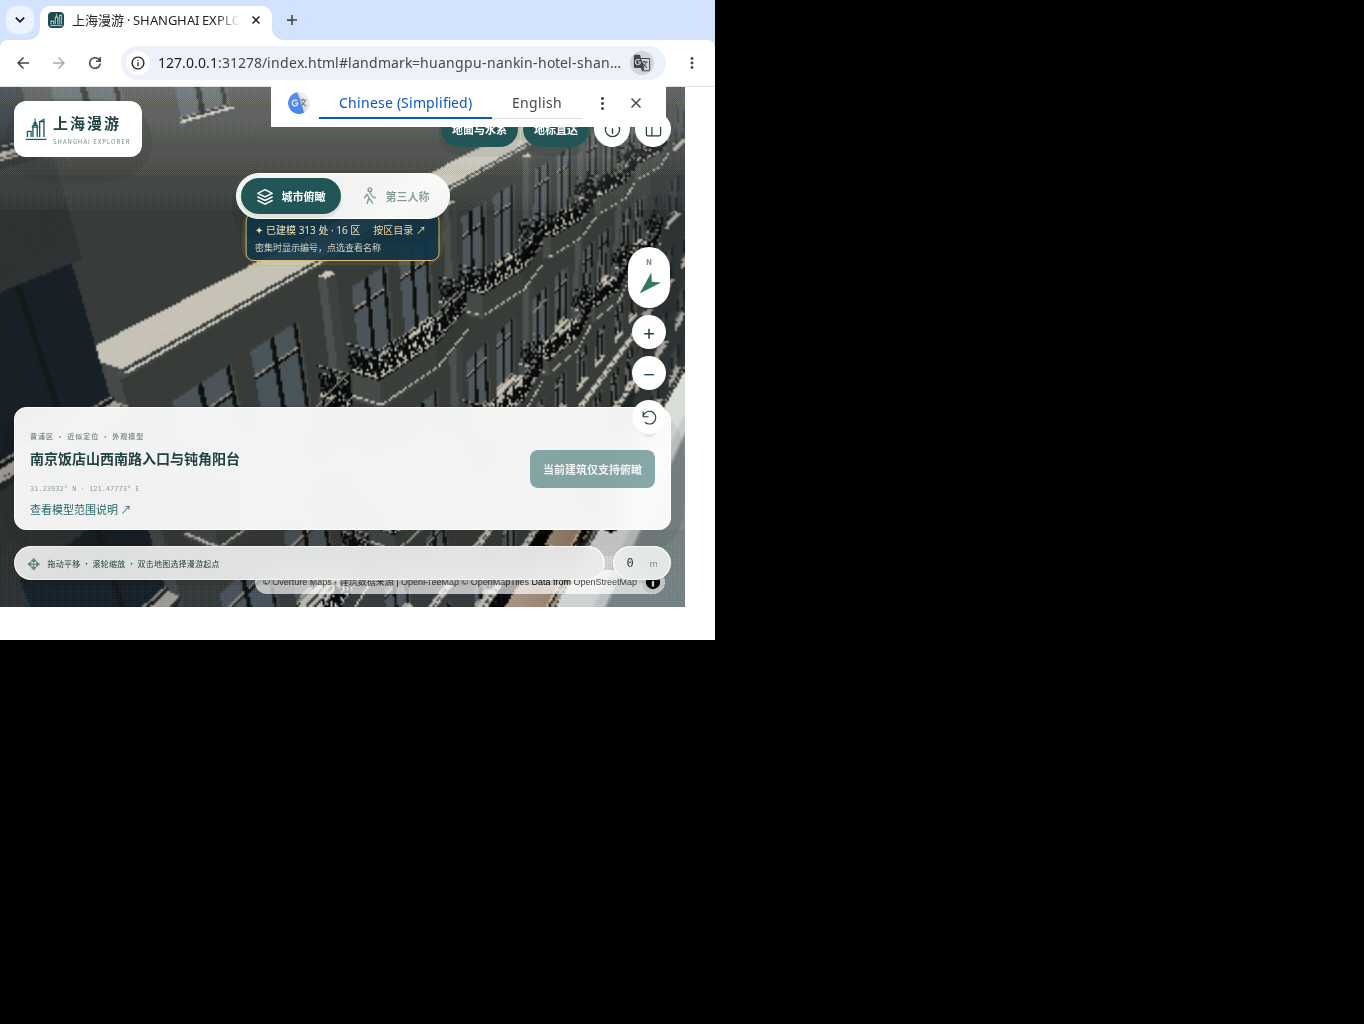 上海漫游 · SHANGHAI EXPLO
127.0.0.1:31278/index.html#landmark=huangpu-nankin-hotel-shan...
Chinese (Simplified)
English
上海漫游
SHANGHAI EXPLORER
地面与水系
地标直达
城市俯瞰
第三人称
✦ 已建模 313 处 · 16 区 按区目录 ↗
密集时显示编号，点选查看名称
N
+
−
黄浦区 · 近似定位 · 外观模型
南京饭店山西南路入口与钝角阳台
31.23932° N · 121.47773° E
查看模型范围说明 ↗
当前建筑仅支持俯瞰
拖动平移 · 滚轮缩放 · 双击地图选择漫游起点
0 m
© Overture Maps · 建筑数据来源 | OpenFreeMap © OpenMapTiles Data from OpenStreetMap